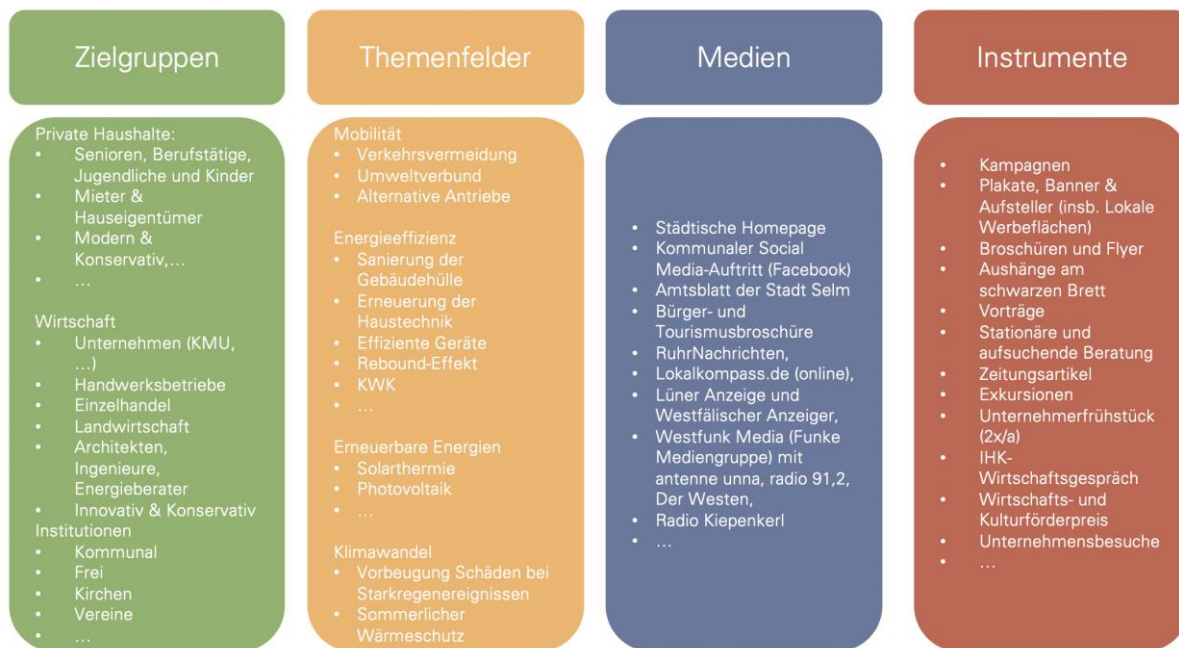 Zielgruppen
Private Haushalte:
• Senioren, Berufstätige,
Jugendliche und Kinder
• Mieter &
Hauseigentümer
• Modern &
Konservativ,…
• …
Wirtschaft
• Unternehmen (KMU,
…)
• Handwerksbetriebe
• Einzelhandel
• Landwirtschaft
• Architekten,
Ingenieure,
Energieberater
• Innovativ & Konservativ
Institutionen
• Kommunal
• Frei
• Kirchen
• Vereine
• …
Themenfelder
Mobilität
• Verkehrsvermeidung
• Umweltverbund
• Alternative Antriebe
Energieeffizienz
• Sanierung der
Gebäudehülle
• Erneuerung der
Haustechnik
• Effiziente Geräte
• Rebound-Effekt
• KWK
• …
Erneuerbare Energien
• Solarthermie
• Photovoltaik
• …
Klimawandel
• Vorbeugung Schäden bei
Starkregenereignissen
• Sommerlicher
Wärmeschutz
Medien
• Städtische Homepage
• Kommunaler Social
Media-Auftritt (Facebook)
• Amtsblatt der Stadt Selm
• Bürger- und
Tourismusbroschüre
• RuhrNachrichten,
• Lokalkompass.de (online),
• Lüner Anzeige und
Westfälischer Anzeiger,
• Westfunk Media (Funke
Mediengruppe) mit
antenne unna, radio 91,2,
Der Westen,
• Radio Kiepenkerl
• …
Instrumente
• Kampagnen
• Plakate, Banner &
Aufsteller (insb. Lokale
Werbeflächen)
• Broschüren und Flyer
• Aushänge am
schwarzen Brett
• Vorträge
• Stationäre und
aufsuchende Beratung
• Zeitungsartikel
• Exkursionen
• Unternehmerfrühstück
(2x/a)
• IHK-
Wirtschaftsgespräch
• Wirtschafts- und
Kulturförderpreis
• Unternehmensbesuche
• …